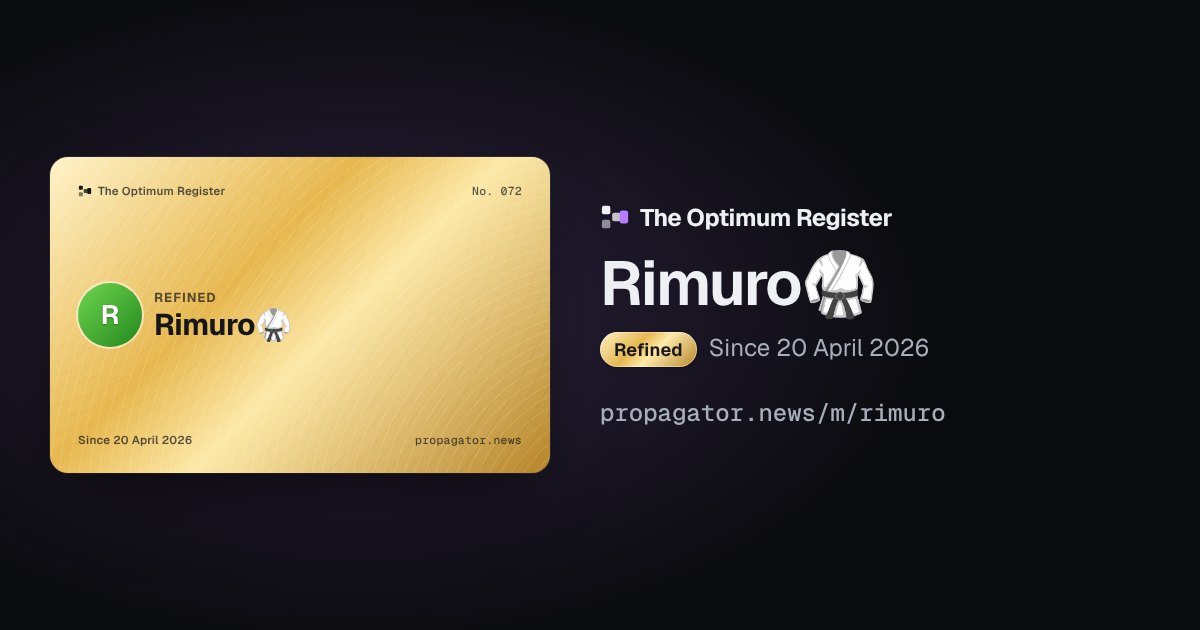 The Optimum Register
No. 072
R
REFINED
Rimuro🥋
Since 20 April 2026
propagator.news
The Optimum Register
Rimuro🥋
Refined
Since 20 April 2026
propagator.news/m/rimuro